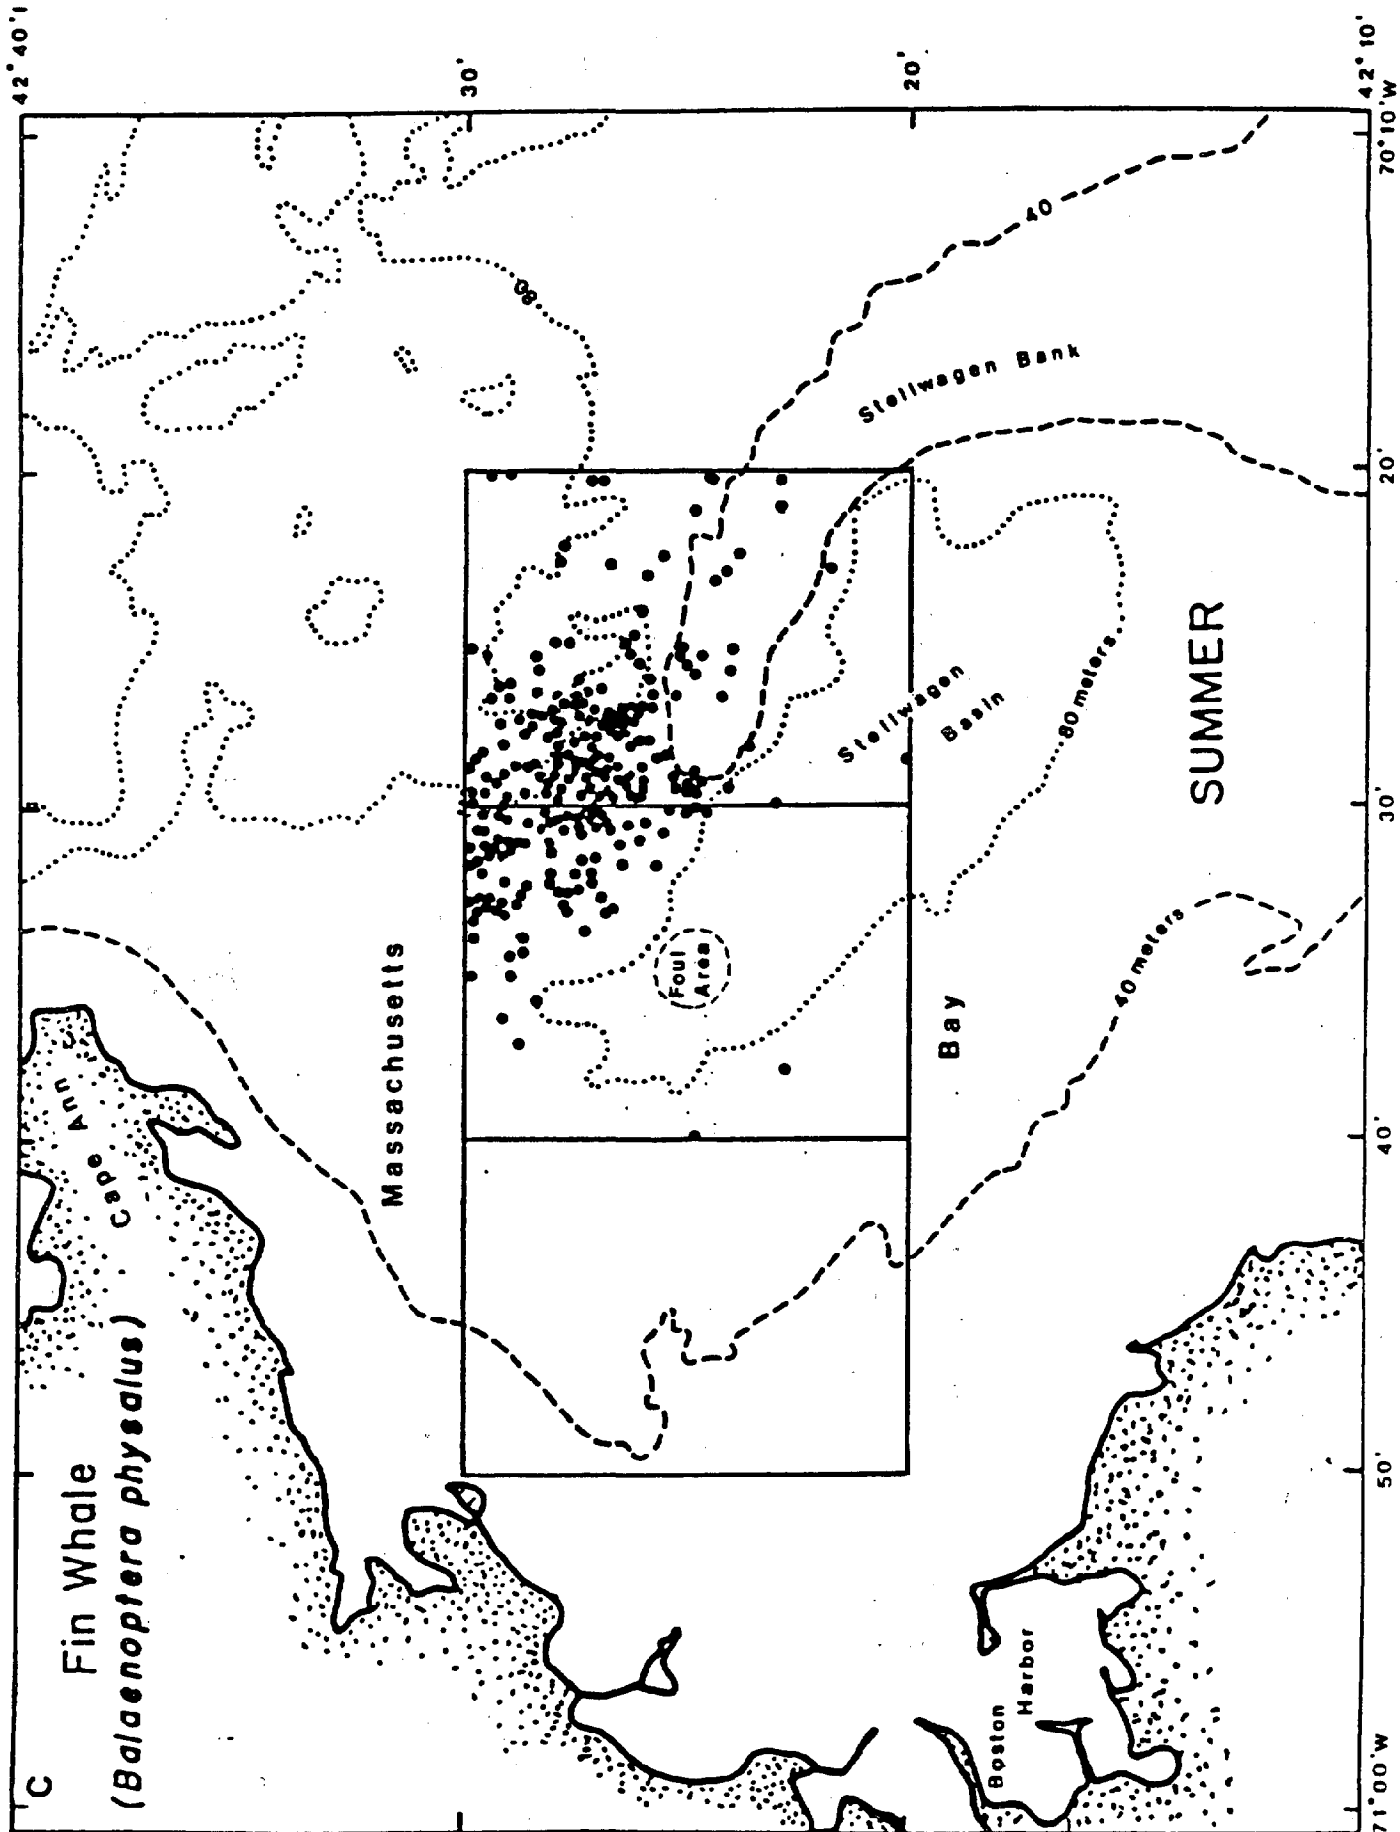 C
Fin Whale
(Balaenoptera physalus)
Cape Ann
Massachusetts
Bay
Foul
Area
Stellwagen
Basin
Stellwagen Bank
80
40
80 meters
40 meters
SUMMER
Boston
Harbor
42°40'
30'
20'
42°10'
71°00'W
50'
40'
30'
20'
70°10'W